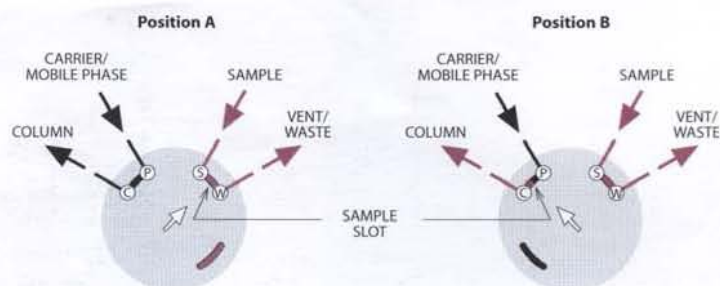 Position A
Position B
CARRIER/
MOBILE PHASE
SAMPLE
COLUMN
VENT/
WASTE
P
S
C
W
CARRIER/
MOBILE PHASE
SAMPLE
COLUMN
VENT/
WASTE
P
S
C
W
SAMPLE
SLOT